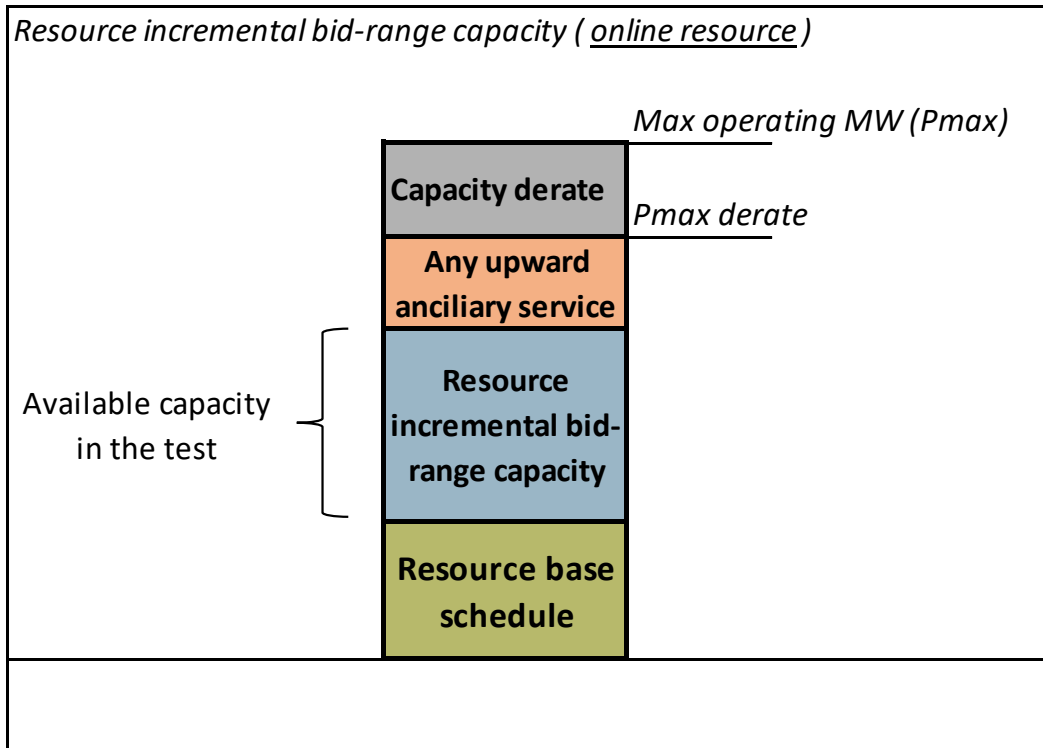 Resource incremental bid-range capacity ( online resource )
Max operating MW (Pmax)
Capacity derate
Pmax derate
Any upward
anciliary service
Available capacity
in the test
Resource
incremental bid-
range capacity
Resource base
schedule